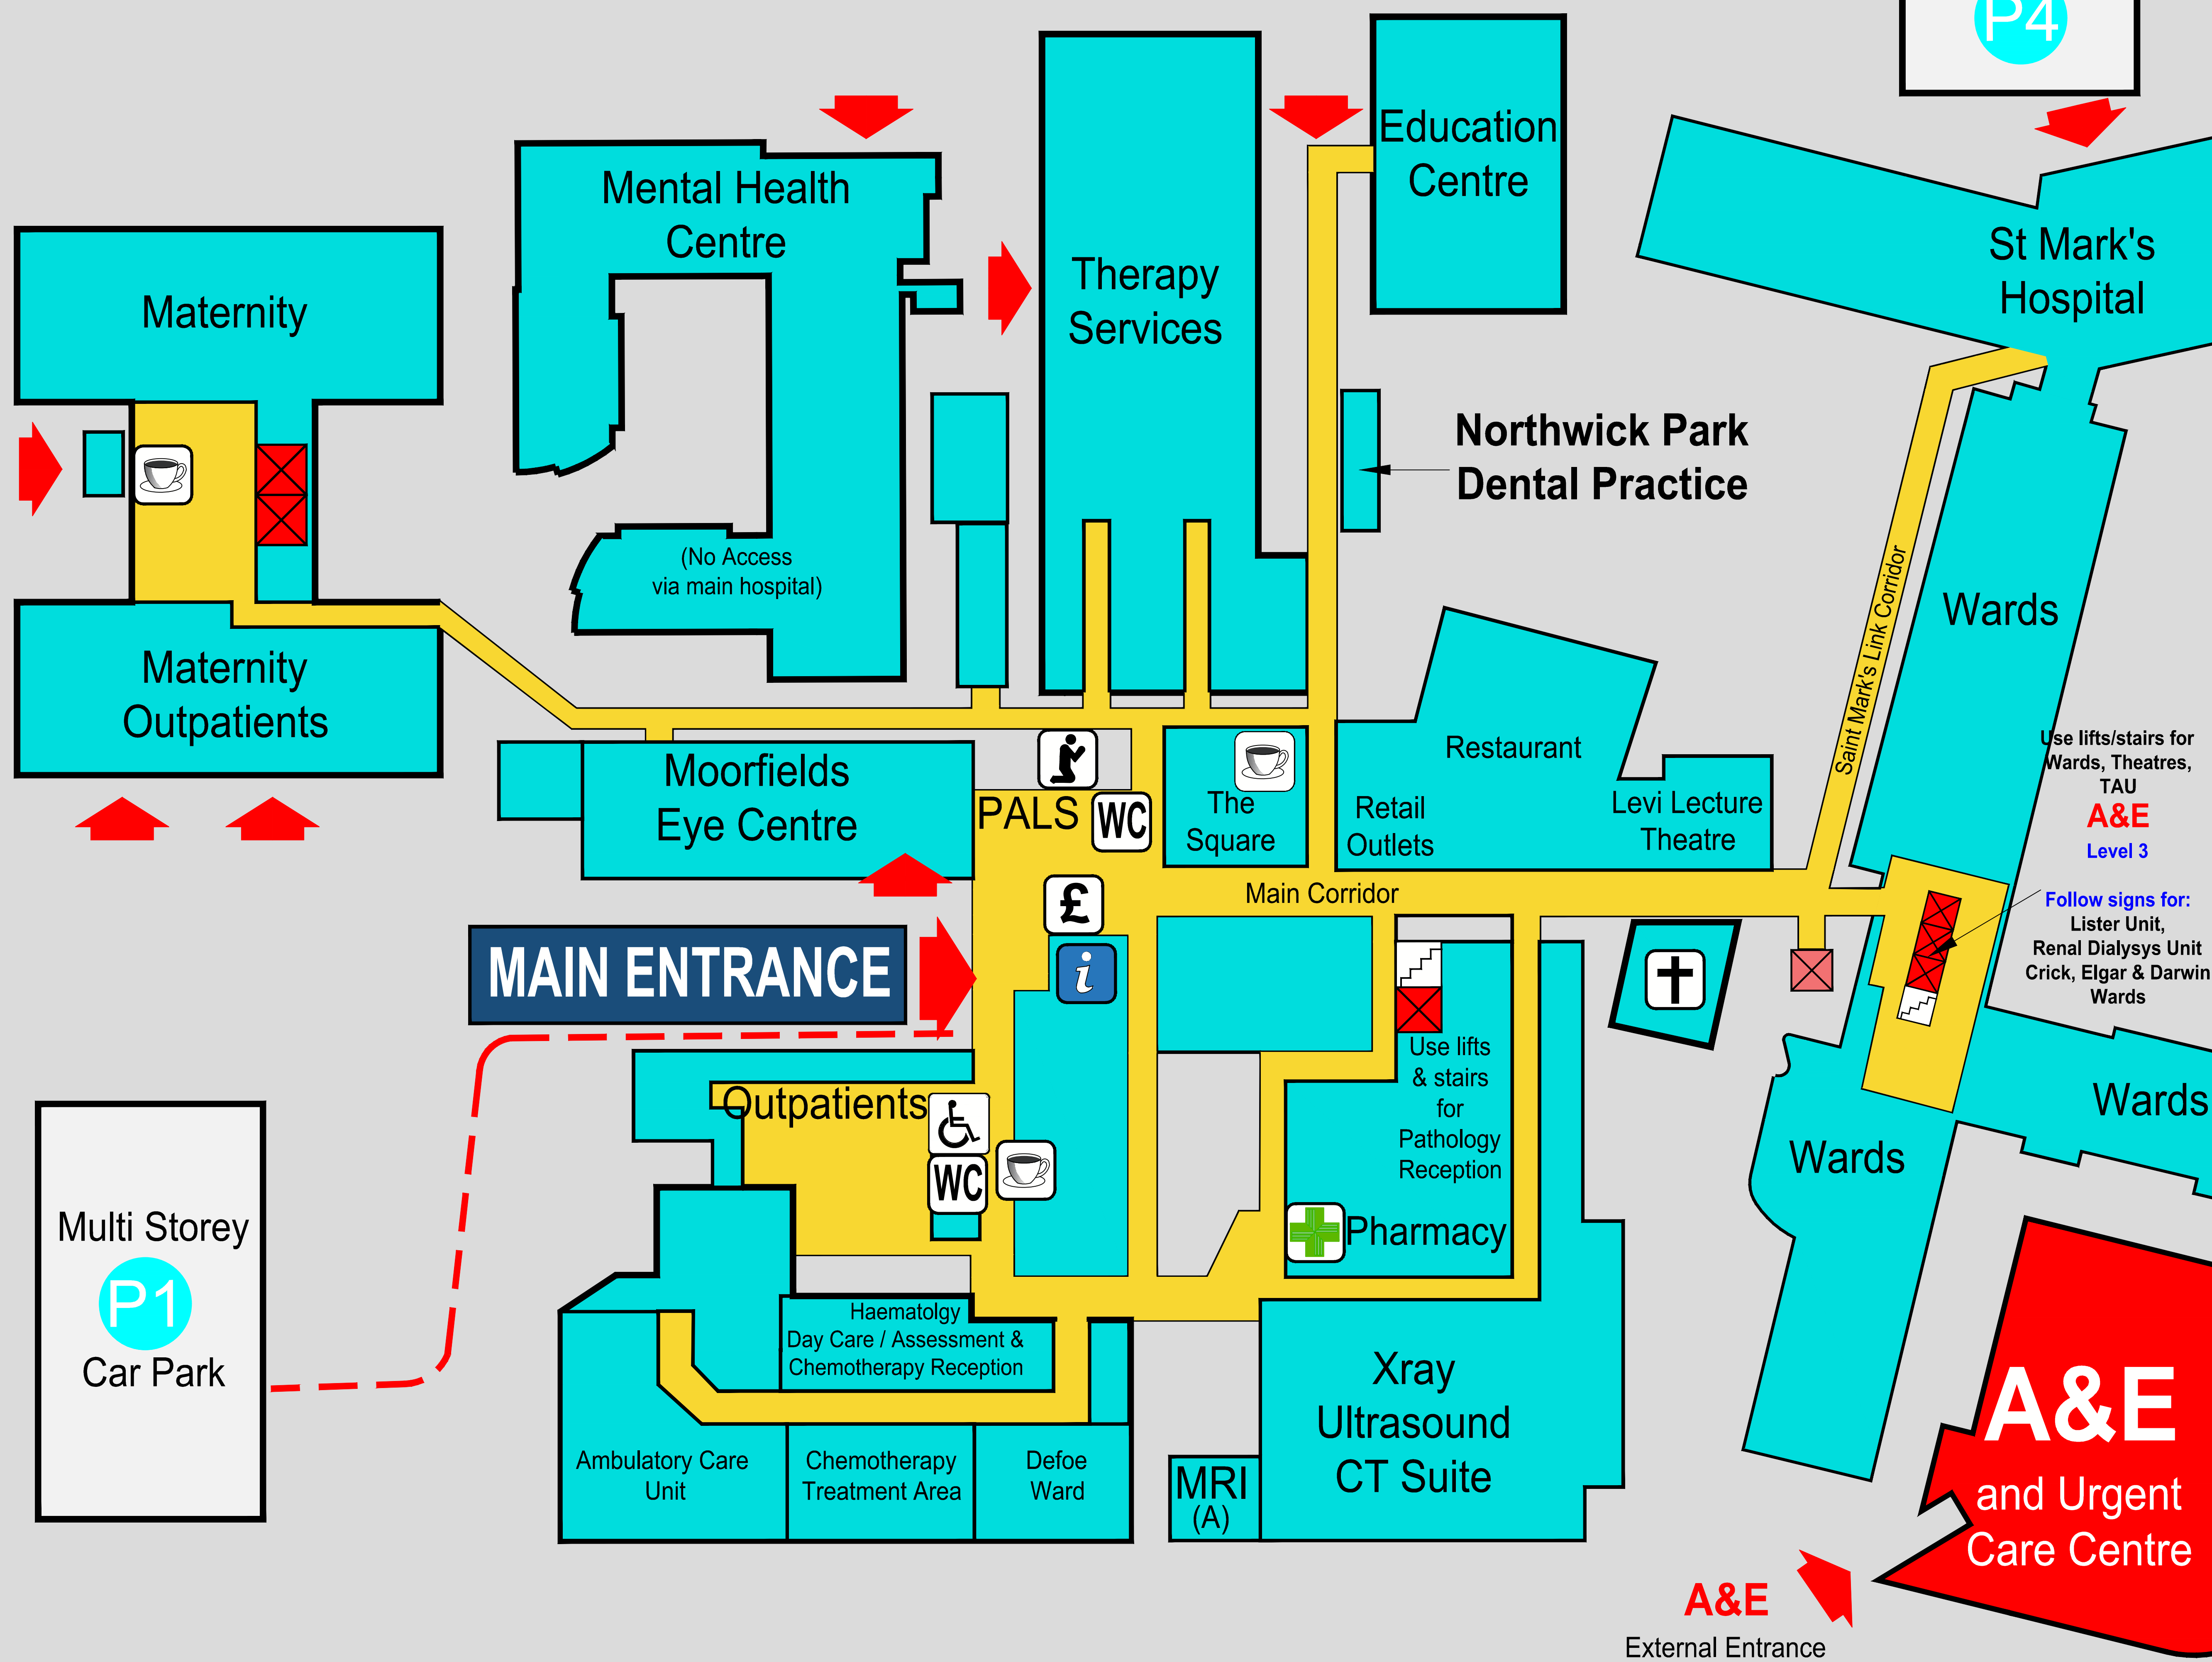 P4
Education
Centre
Mental Health
Centre
St Mark's
Hospital
Therapy
Services
Maternity
Northwick Park
Dental Practice
(No Access
via main hospital)
Saint Mark's Link Corridor
Wards
Maternity
Outpatients
Use lifts/stairs for
Wards, Theatres,
TAU
A&E
Level 3
Restaurant
Moorfields
Eye Centre
PALS
WC
The
Square
Retail
Outlets
Levi Lecture
Theatre
£
Main Corridor
Follow signs for:
Lister Unit,
Renal Dialysys Unit
Crick, Elgar & Darwin
Wards
MAIN ENTRANCE
i
Use lifts
& stairs
for
Pathology
Reception
Outpatients
WC
Wards
Wards
Multi Storey
P1
Car Park
Pharmacy
Haematolgy
Day Care / Assessment &
Chemotherapy Reception
Xray
Ultrasound
CT Suite
Ambulatory Care
Unit
Chemotherapy
Treatment Area
Defoe
Ward
MRI
(A)
A&E
and Urgent
Care Centre
A&E
External Entrance